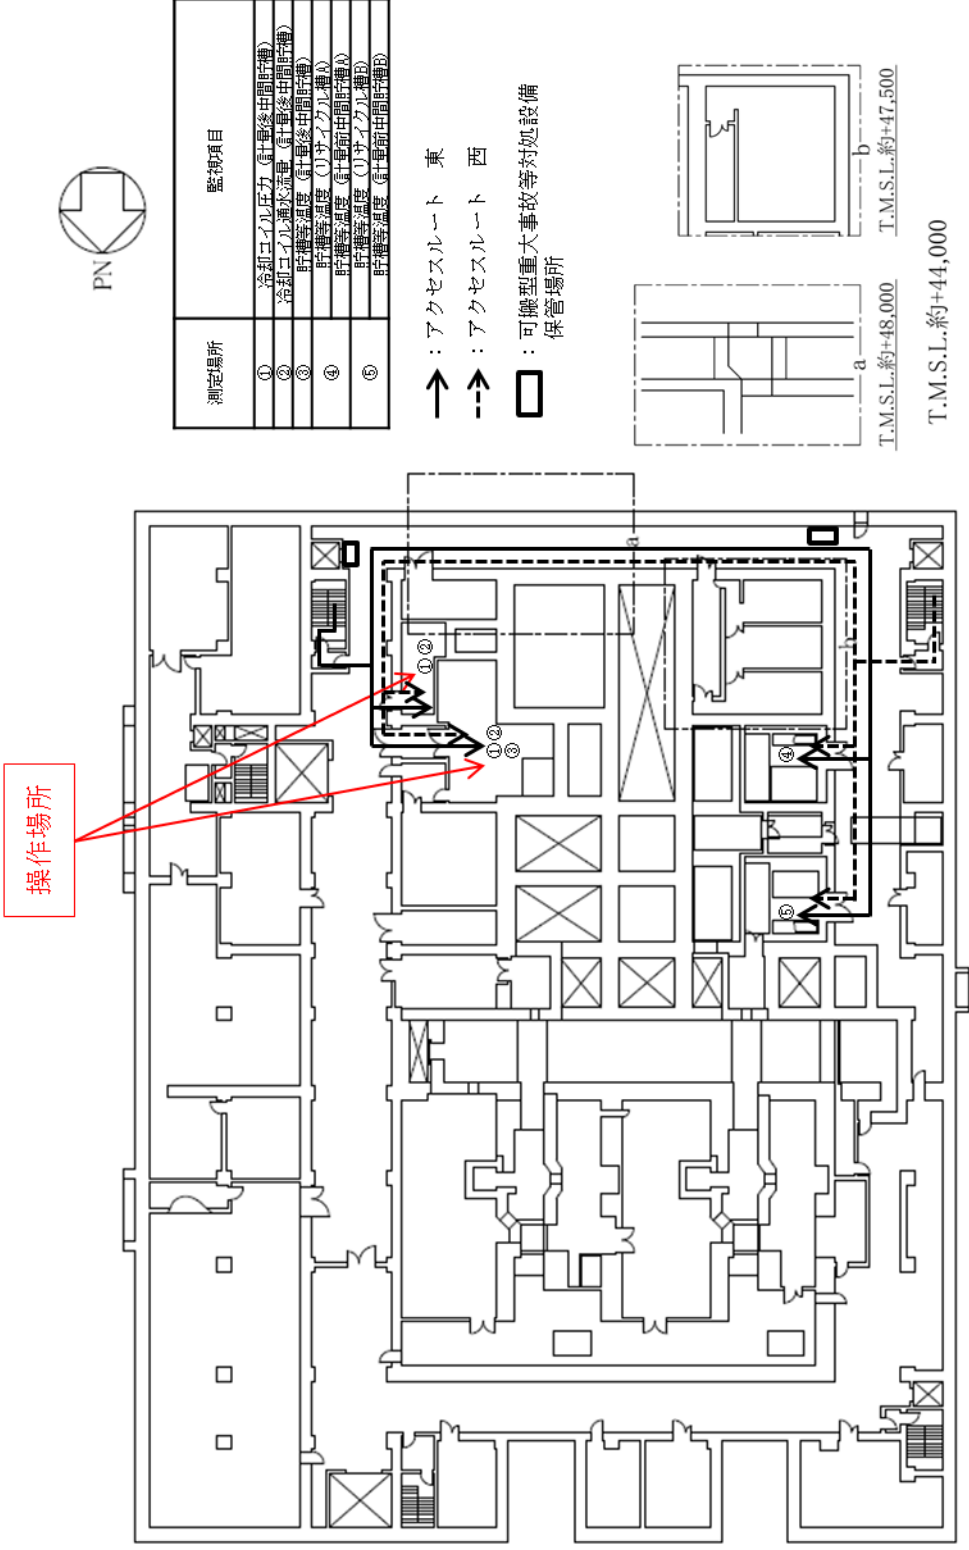 PN
測定場所 監視項目
① 冷却コイル圧力（計量後中間貯槽）
② 冷却コイル通水流量（計量後中間貯槽）
③ 貯槽等温度（計量後中間貯槽）
④ 貯槽等温度（リサイクル槽A）
貯槽等温度（計量前中間貯槽A）
⑤ 貯槽等温度（リサイクル槽B）
貯槽等温度（計量前中間貯槽B）
：アクセスルート 東
：アクセスルート 西
：可搬型重大事故等対処設備
保管場所
a
T.M.S.L.約+48,000
b
T.M.S.L.約+47,500
T.M.S.L.約+44,000
操作場所
①②
①②
③
④
⑤
a
b